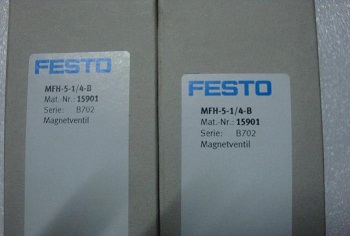 FESTO
MFH-5-1/4-B
Mat.-Nr.: 15901
Serie: B702
Magnetventil
FESTO
MFH-5-1/4-B
Mat.-Nr.: 15901
Serie: B702
Magnetventil